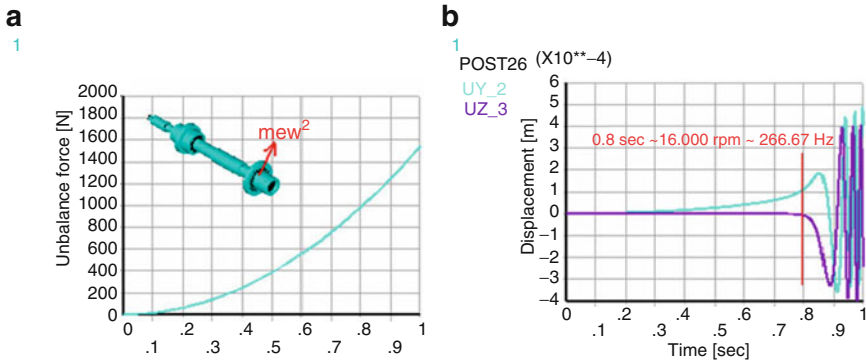 a
1
Unbalance force [N]
2000
1800
1600
1400
1200
1000
800
600
400
200
0
mew²
0 .2 .4 .6 .8 1
.1 .3 .5 .7 .9
b
1
POST26 (X10**−4)
UY_2
UZ_3
Displacement [m]
6
5
4
3
2
1
0
−1
−2
−3
−4
0.8 sec ~16.000 rpm ~ 266.67 Hz
0 .2 .4 .6 .8 1
.1 .3 .5 .7 .9
Time [sec]